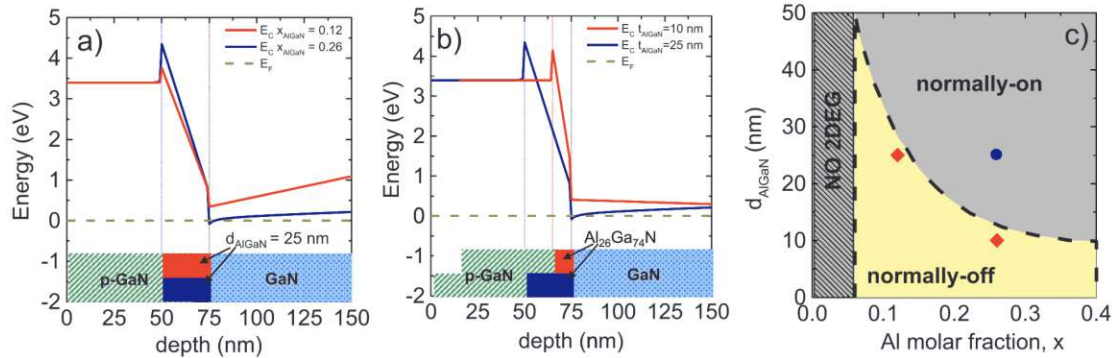 a)
E_C x_AlGaN = 0.12
E_C x_AlGaN = 0.26
E_F
Energy (eV)
5
4
3
2
1
0
-1
-2
d_AlGaN = 25 nm
p-GaN
GaN
0 25 50 75 100 125 150
depth (nm)
b)
E_C t_AlGaN=10 nm
E_C t_AlGaN=25 nm
E_F
Energy (eV)
5
4
3
2
1
0
-1
-2
Al26Ga74N
p-GaN
GaN
0 25 50 75 100 125 150
depth (nm)
c)
d_AlGaN (nm)
50
40
30
20
10
0
NO 2DEG
normally-on
normally-off
0.0 0.1 0.2 0.3 0.4
Al molar fraction, x